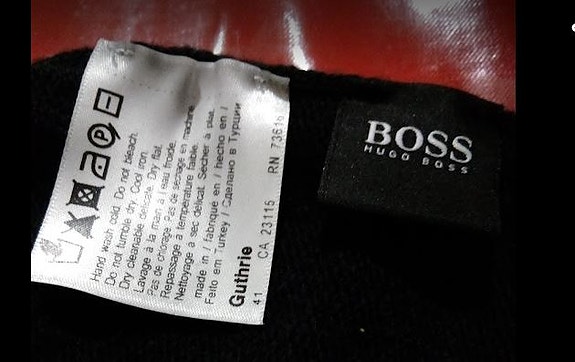 Hand wash cold. Do not bleach.
Do not tumble dry. Cool iron.
Dry cleanable delicate. Dry flat.
Lavage à la main à l'eau froide.
Pas de chlorage. Pas de séchage en machine.
Repassage à température faible.
Nettoyage à sec délicat. Sécher à plat.
made in / fabriqué en / hecho en /
Feito em Turkey / Сделано в Турции
Guthrie
41 CA 23115 RN 7361
BOSS
HUGO BOSS